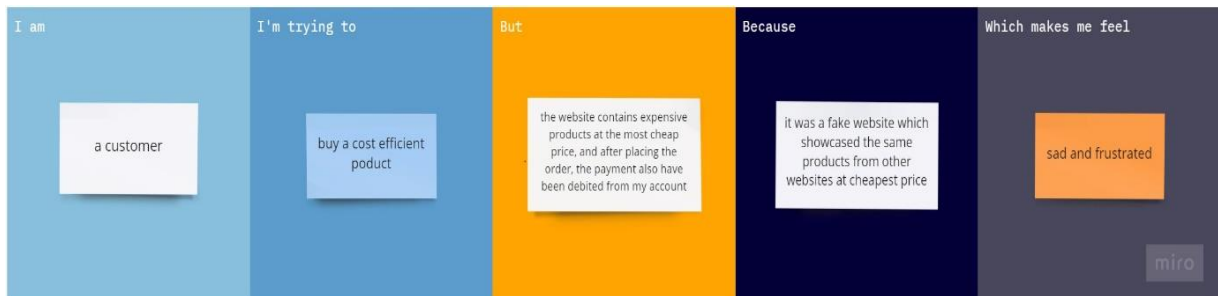 I am
a customer
I'm trying to
buy a cost efficient
poduct
But
the website contains expensive
products at the most cheap
price, and after placing the
order, the payment also have
been debited from my account
Because
it was a fake website which
showcased the same
products from other
websites at cheapest price
Which makes me feel
sad and frustrated
miro